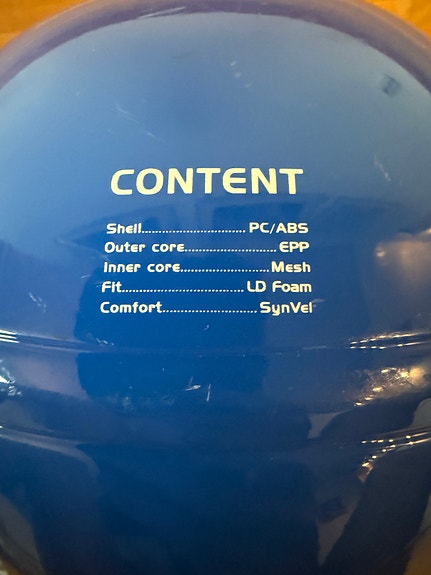 CONTENT
Shell............................... PC/ABS
Outer core...........................EPP
Inner core..........................Mesh
Fit.................................... LD Foam
Comfort............................SynVel